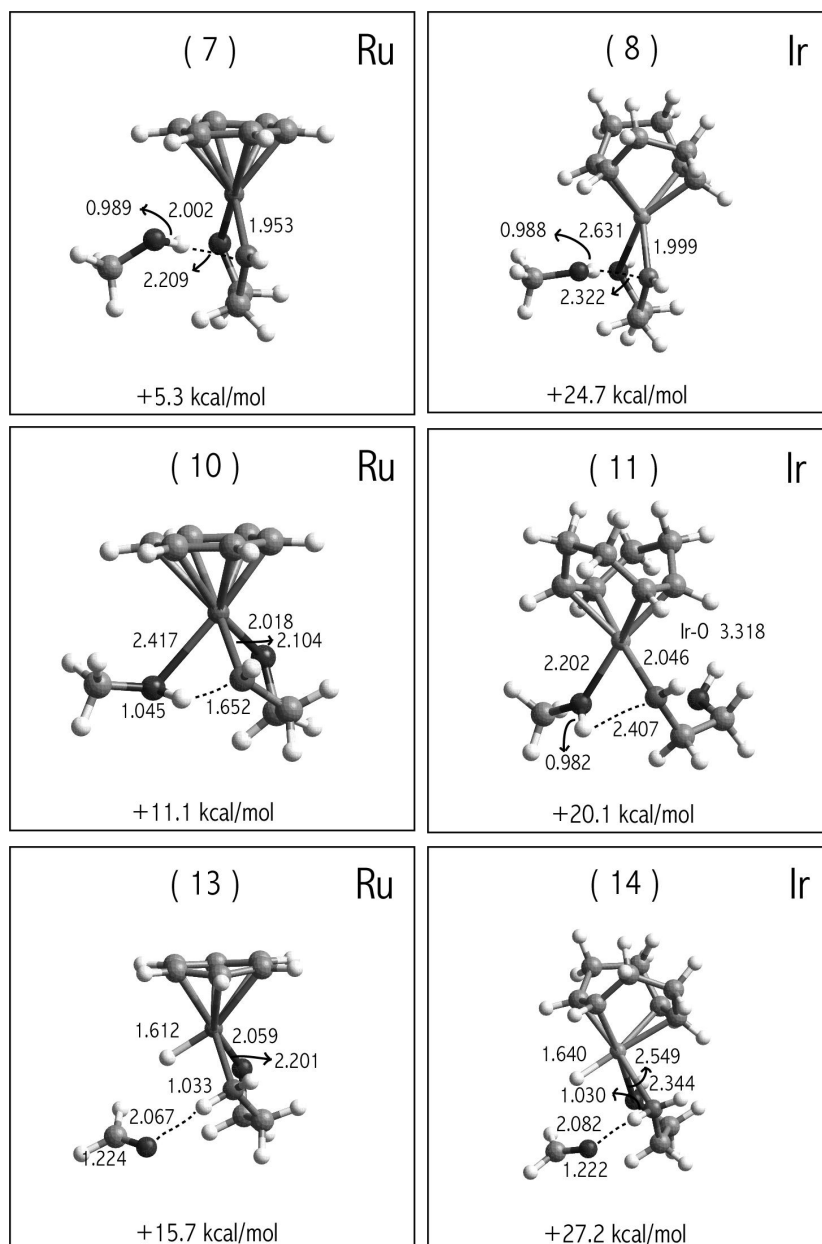 ( 7 ) Ru
0.989
2.002
1.953
2.209
+5.3 kcal/mol
( 8 ) Ir
0.988
2.631
1.999
2.322
+24.7 kcal/mol
( 10 ) Ru
2.018
2.417
2.104
1.045
1.652
+11.1 kcal/mol
( 11 ) Ir
Ir-O 3.318
2.202
2.046
2.407
0.982
+20.1 kcal/mol
( 13 ) Ru
1.612
2.059
2.201
1.033
2.067
1.224
+15.7 kcal/mol
( 14 ) Ir
1.640
2.549
2.344
1.030
2.082
1.222
+27.2 kcal/mol